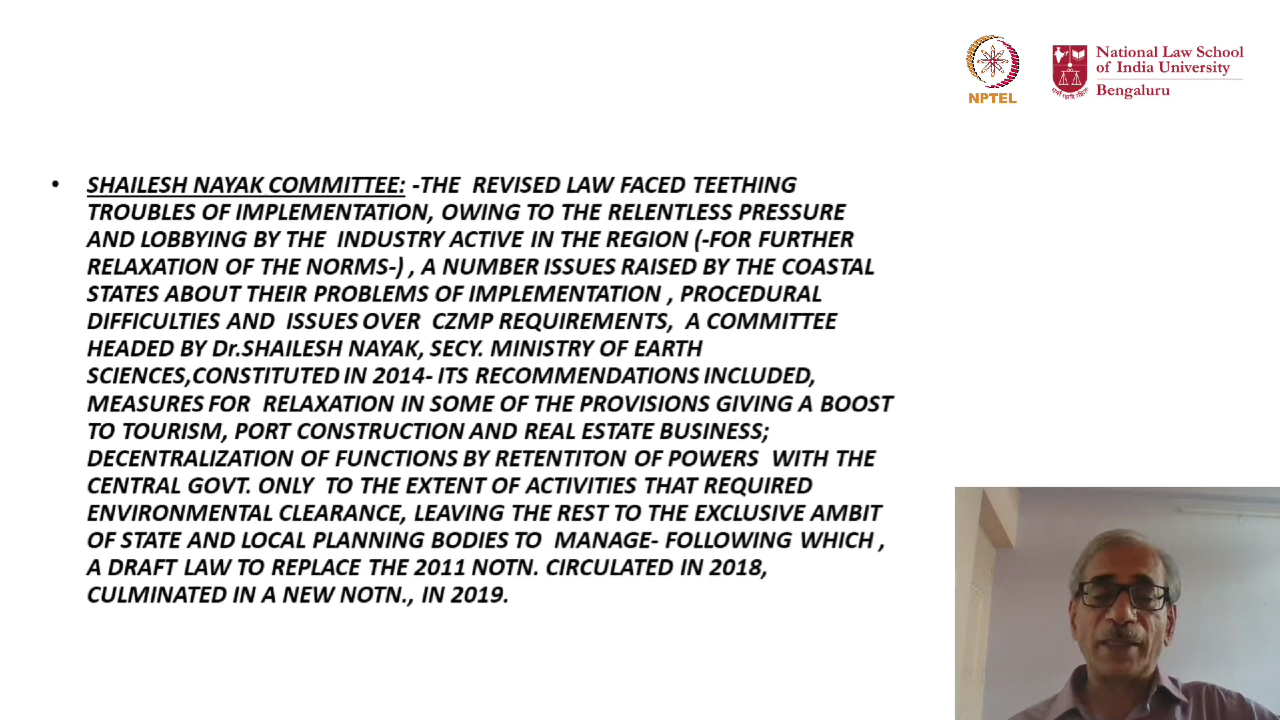 NPTEL
National Law School
of India University
Bengaluru
• SHAILESH NAYAK COMMITTEE: -THE REVISED LAW FACED TEETHING
TROUBLES OF IMPLEMENTATION, OWING TO THE RELENTLESS PRESSURE
AND LOBBYING BY THE INDUSTRY ACTIVE IN THE REGION (-FOR FURTHER
RELAXATION OF THE NORMS-) , A NUMBER ISSUES RAISED BY THE COASTAL
STATES ABOUT THEIR PROBLEMS OF IMPLEMENTATION , PROCEDURAL
DIFFICULTIES AND ISSUES OVER CZMP REQUIREMENTS, A COMMITTEE
HEADED BY Dr.SHAILESH NAYAK, SECY. MINISTRY OF EARTH
SCIENCES,CONSTITUTED IN 2014- ITS RECOMMENDATIONS INCLUDED,
MEASURES FOR RELAXATION IN SOME OF THE PROVISIONS GIVING A BOOST
TO TOURISM, PORT CONSTRUCTION AND REAL ESTATE BUSINESS;
DECENTRALIZATION OF FUNCTIONS BY RETENTITON OF POWERS WITH THE
CENTRAL GOVT. ONLY TO THE EXTENT OF ACTIVITIES THAT REQUIRED
ENVIRONMENTAL CLEARANCE, LEAVING THE REST TO THE EXCLUSIVE AMBIT
OF STATE AND LOCAL PLANNING BODIES TO MANAGE- FOLLOWING WHICH ,
A DRAFT LAW TO REPLACE THE 2011 NOTN. CIRCULATED IN 2018,
CULMINATED IN A NEW NOTN., IN 2019.